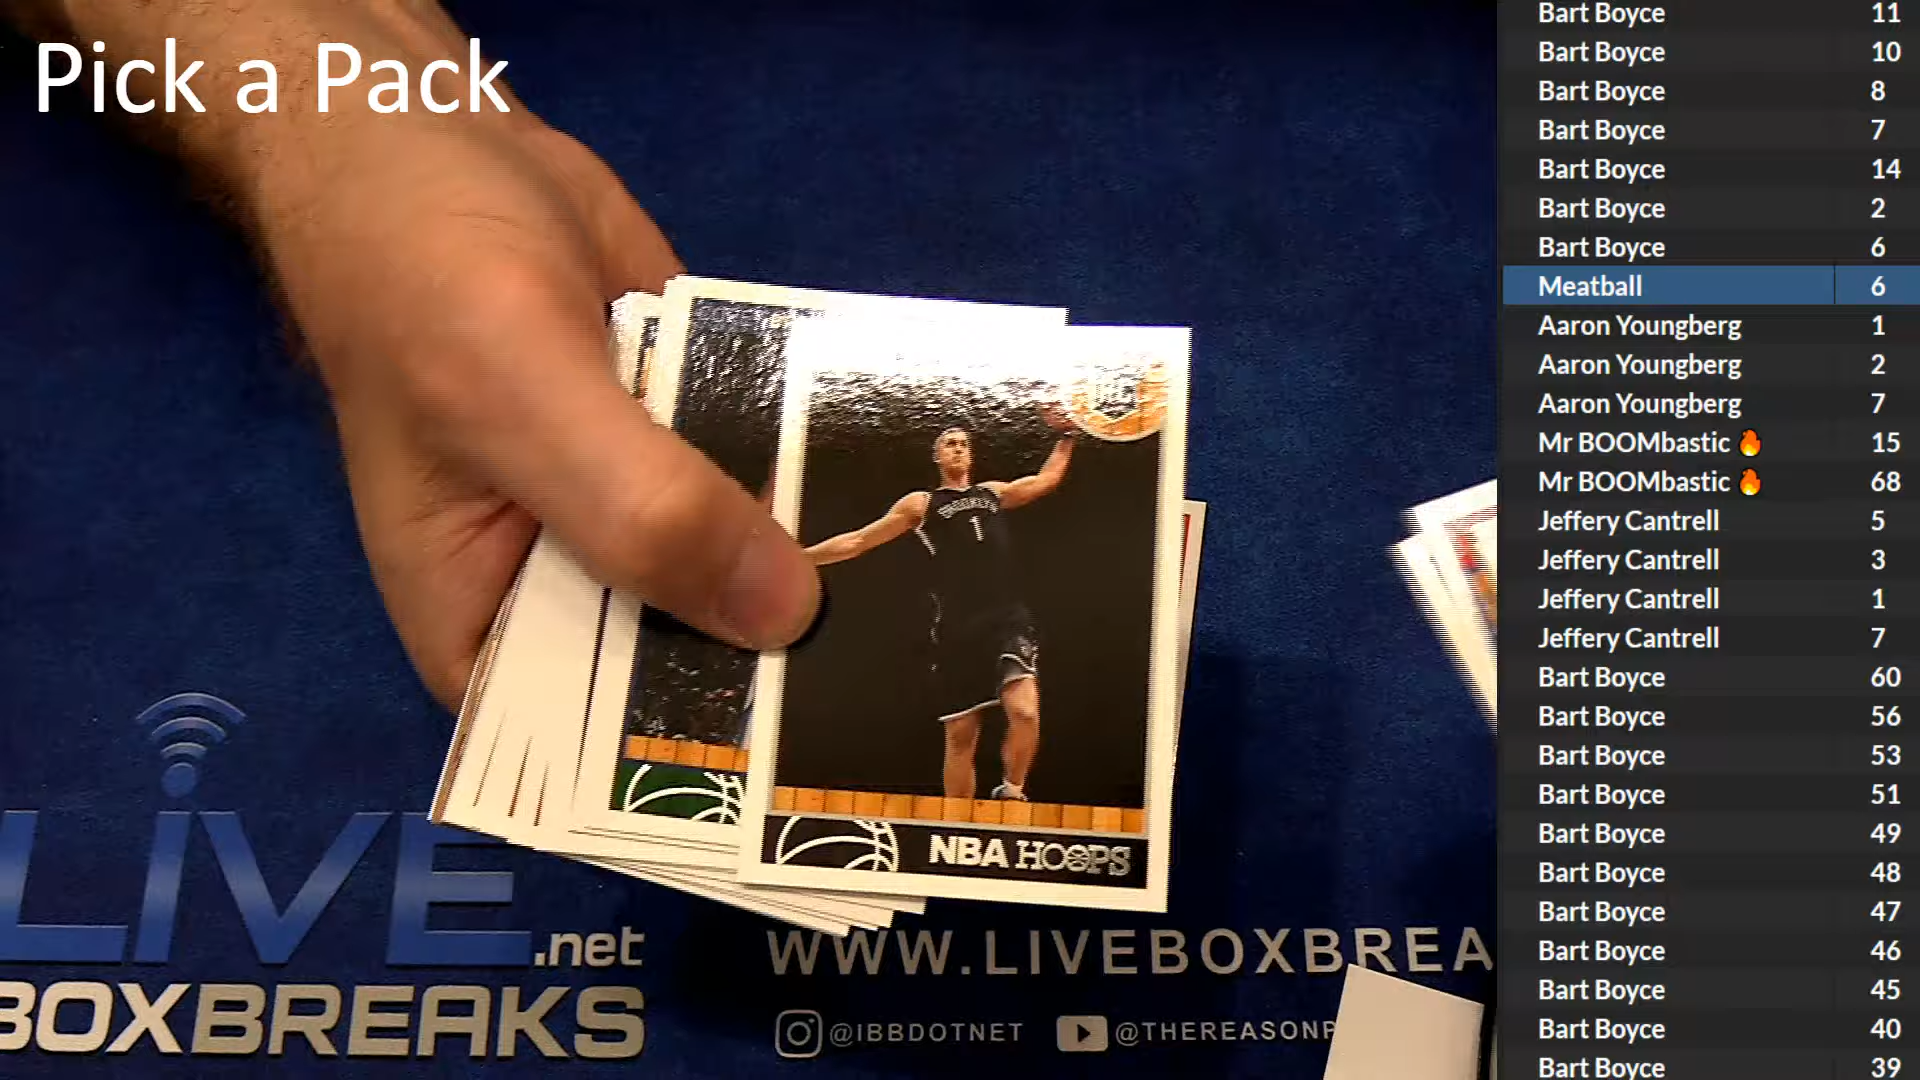 Pick a Pack
BROOKLYN
1
NBA HOOPS
LiVE.net
BOXBREAKS
WWW.LIVEBOXBREA
@IBBDOTNET
@THEREASONP
Bart Boyce 11
Bart Boyce 10
Bart Boyce 8
Bart Boyce 7
Bart Boyce 14
Bart Boyce 2
Bart Boyce 6
Meatball 6
Aaron Youngberg 1
Aaron Youngberg 2
Aaron Youngberg 7
Mr BOOMbastic 🔥 15
Mr BOOMbastic 🔥 68
Jeffery Cantrell 5
Jeffery Cantrell 3
Jeffery Cantrell 1
Jeffery Cantrell 7
Bart Boyce 60
Bart Boyce 56
Bart Boyce 53
Bart Boyce 51
Bart Boyce 49
Bart Boyce 48
Bart Boyce 47
Bart Boyce 46
Bart Boyce 45
Bart Boyce 40
Bart Boyce 39